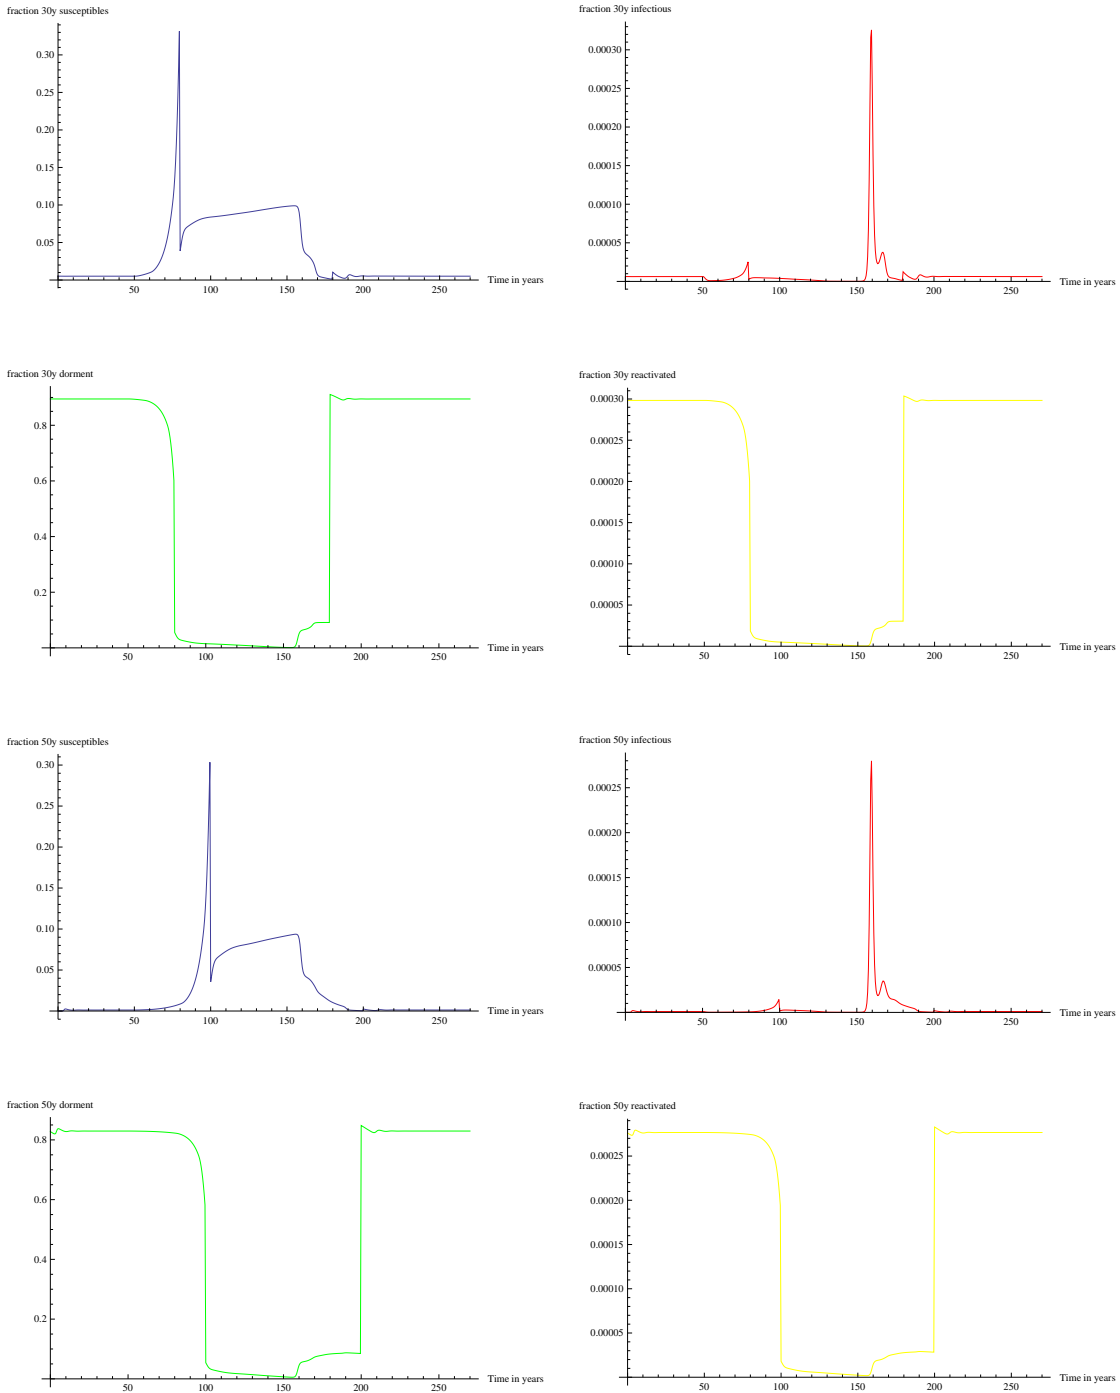 fraction 30y susceptibles
0.30
0.25
0.20
0.15
0.10
0.05
50 100 150 200 250
Time in years
fraction 30y infectious
0.00030
0.00025
0.00020
0.00015
0.00010
0.00005
50 100 150 200 250
Time in years
fraction 30y dorment
0.8
0.6
0.4
0.2
50 100 150 200 250
Time in years
fraction 30y reactivated
0.00030
0.00025
0.00020
0.00015
0.00010
0.00005
50 100 150 200 250
Time in years
fraction 50y susceptibles
0.30
0.25
0.20
0.15
0.10
0.05
50 100 150 200 250
Time in years
fraction 50y infectious
0.00025
0.00020
0.00015
0.00010
0.00005
50 100 150 200 250
Time in years
fraction 50y dorment
0.8
0.6
0.4
0.2
50 100 150 200 250
Time in years
fraction 50y reactivated
0.00025
0.00020
0.00015
0.00010
0.00005
50 100 150 200 250
Time in years